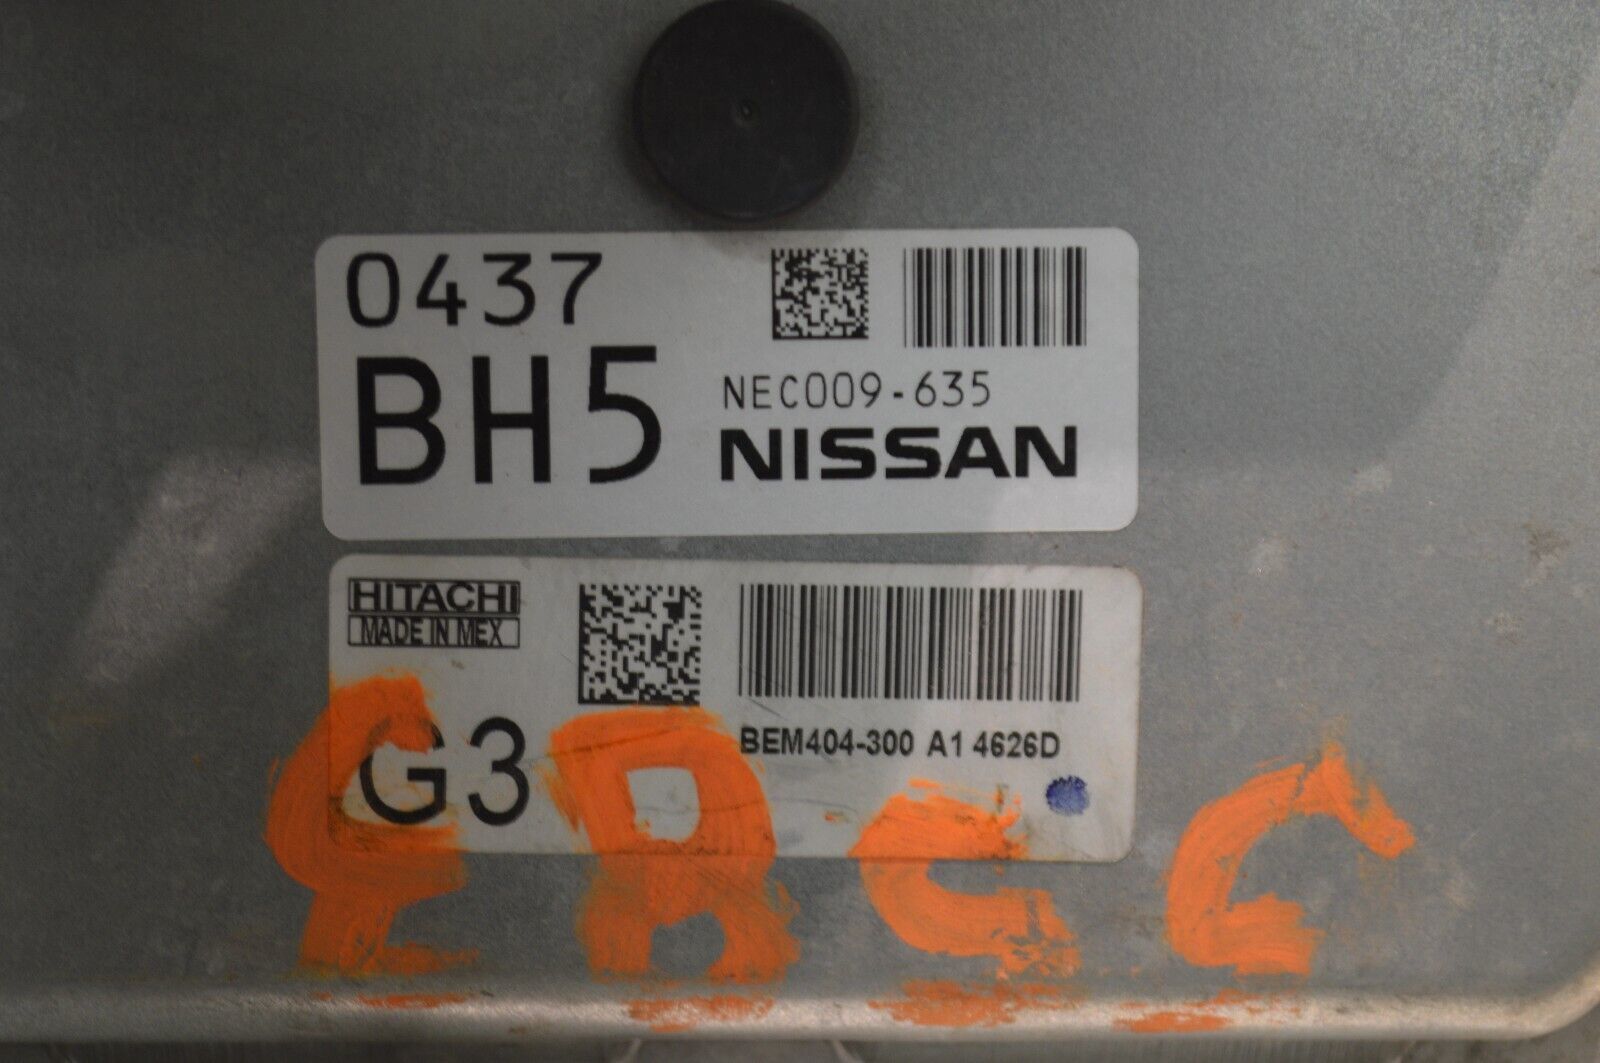 0437
BH5
NEC009-635
NISSAN
HITACHI
MADE IN MEX
G3
BEM404-300 A1 4626D